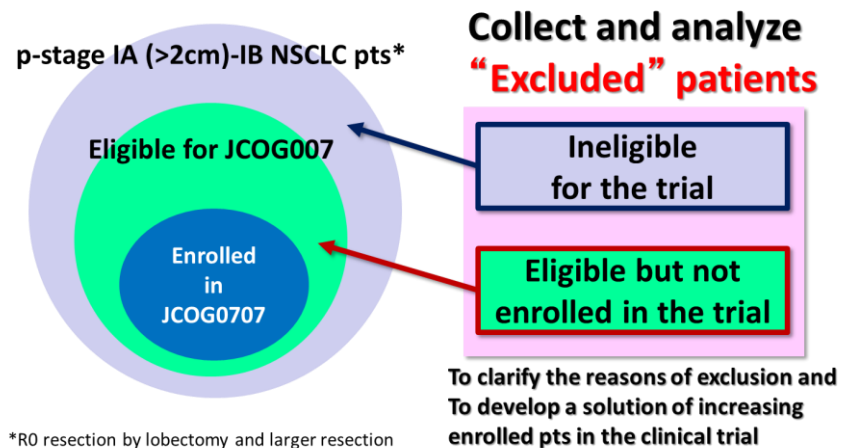 p-stage IA (>2cm)-IB NSCLC pts*
Eligible for JCOG007
Enrolled
in
JCOG0707
*R0 resection by lobectomy and larger resection
Collect and analyze
“Excluded” patients
Ineligible
for the trial
Eligible but not
enrolled in the trial
To clarify the reasons of exclusion and
To develop a solution of increasing
enrolled pts in the clinical trial